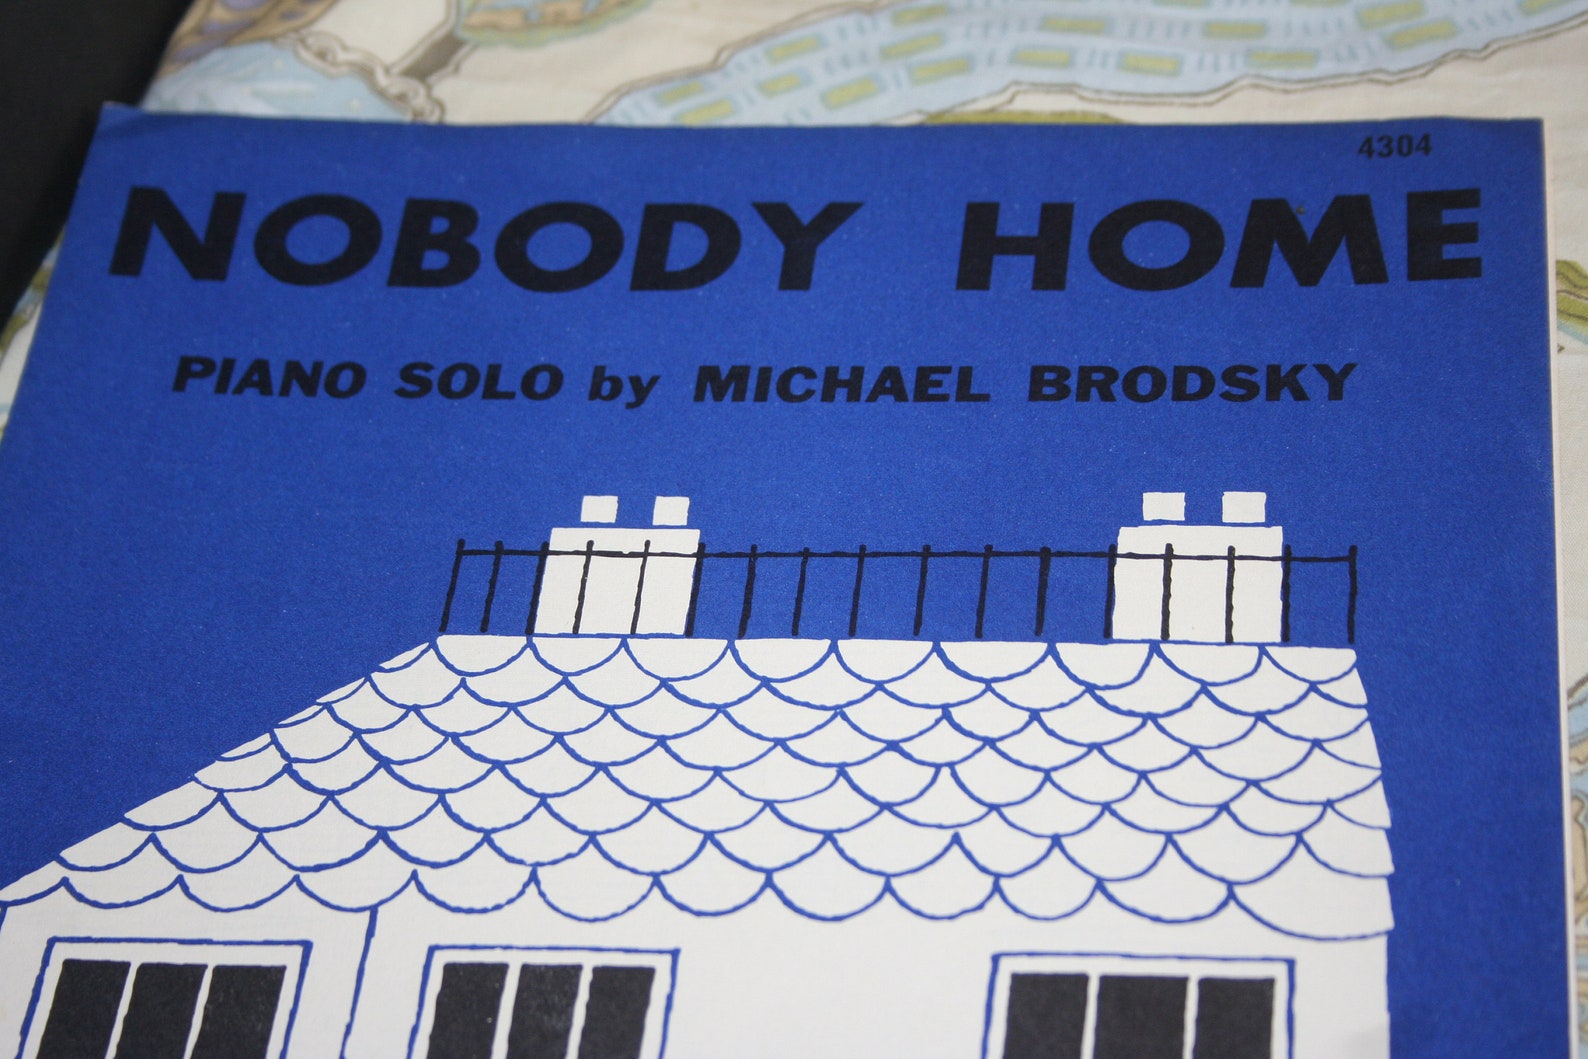 4304
NOBODY HOME
PIANO SOLO by MICHAEL BRODSKY